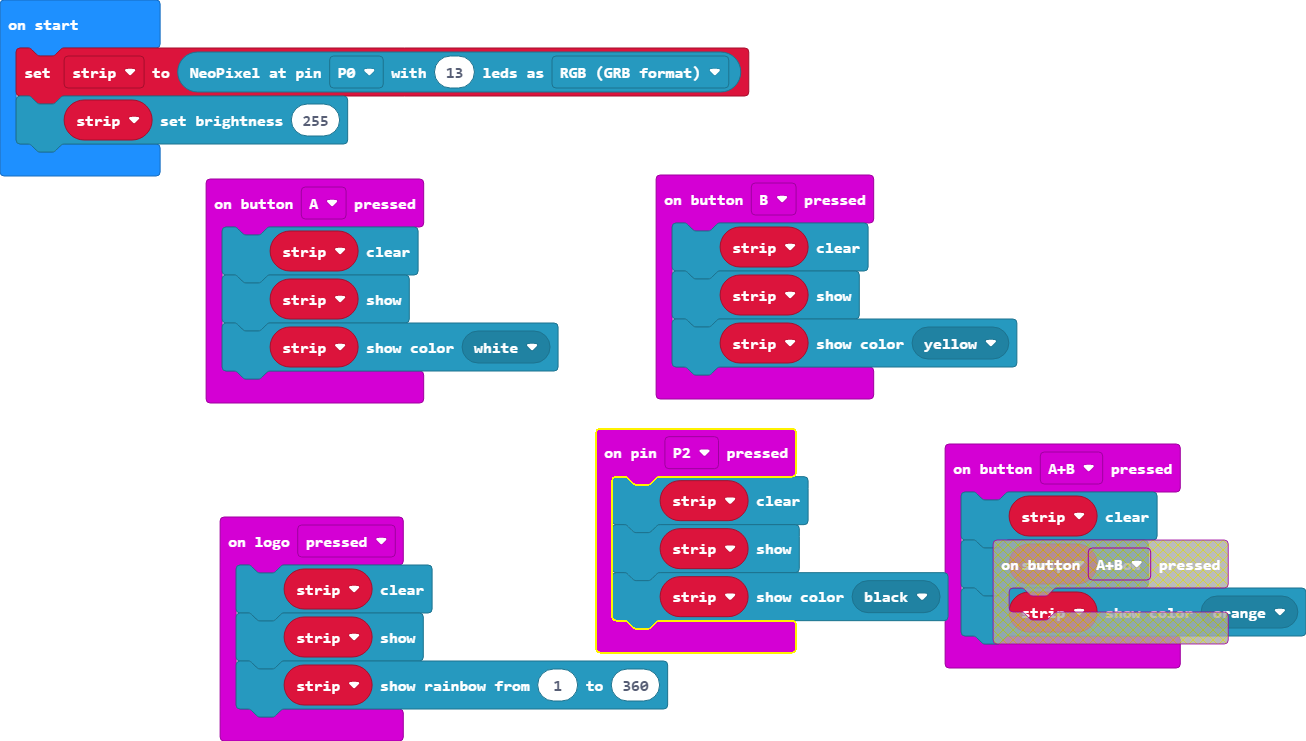 on start
set strip to NeoPixel at pin P0 with 13 leds as RGB (GRB format)
strip set brightness 255
on button A pressed
strip clear
strip show
strip show color white
on button B pressed
strip clear
strip show
strip show color yellow
on pin P2 pressed
strip clear
strip show
strip show color black
on button A+B pressed
strip clear
on button A+B pressed
strip show color orange
on logo pressed
strip clear
strip show
strip show rainbow from 1 to 360